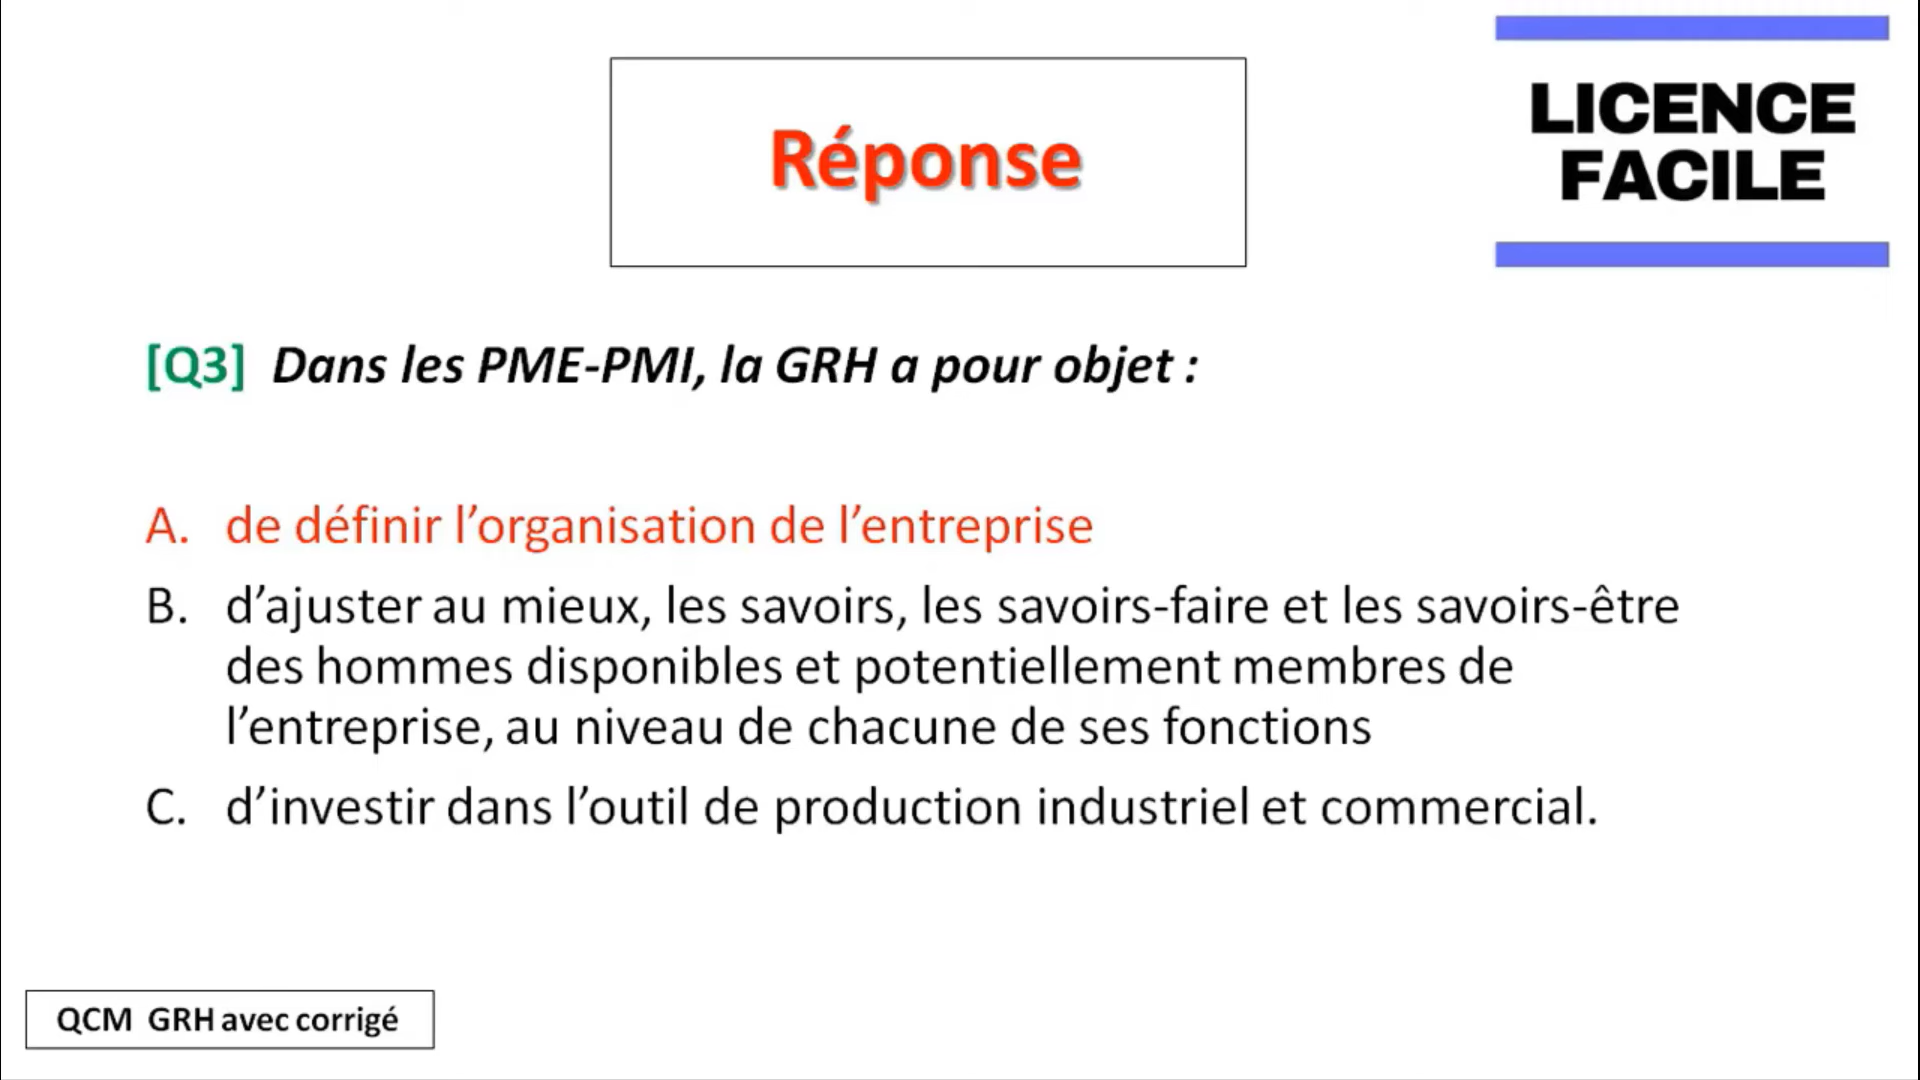 LICENCE
FACILE
Réponse
[Q3] Dans les PME-PMI, la GRH a pour objet :
A. de définir l’organisation de l’entreprise
B. d’ajuster au mieux, les savoirs, les savoirs-faire et les savoirs-être
des hommes disponibles et potentiellement membres de
l’entreprise, au niveau de chacune de ses fonctions
C. d’investir dans l’outil de production industriel et commercial.
QCM GRH avec corrigé